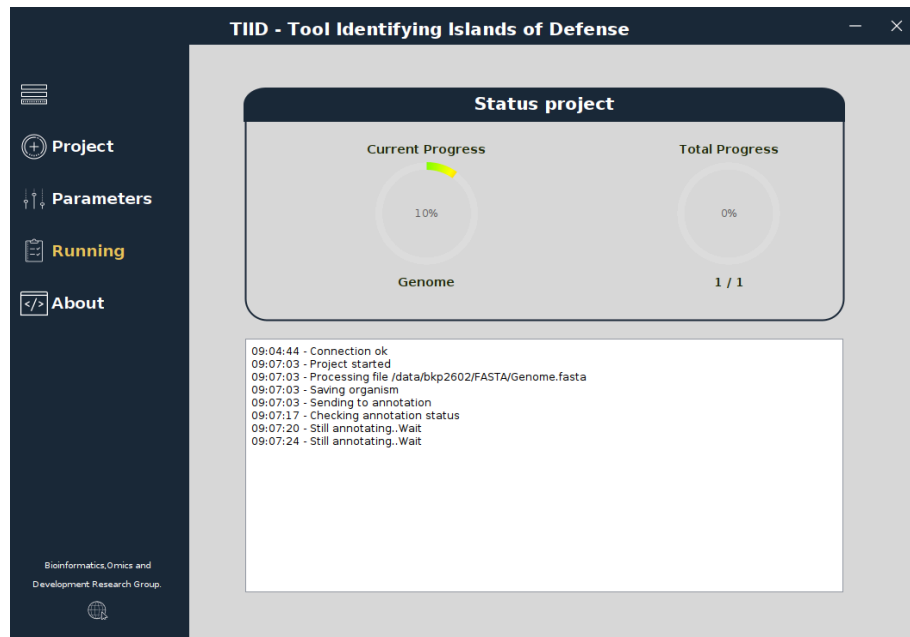 TIID - Tool Identifying Islands of Defense
Project
Parameters
Running
About
Bioinformatics,Omics and
Development Research Group.
Status project
Current Progress
10%
Genome
Total Progress
0%
1 / 1
09:04:44 - Connection ok
09:07:03 - Project started
09:07:03 - Processing file /data/bkp2602/FASTA/Genome.fasta
09:07:03 - Saving organism
09:07:03 - Sending to annotation
09:07:17 - Checking annotation status
09:07:20 - Still annotating..Wait
09:07:24 - Still annotating..Wait